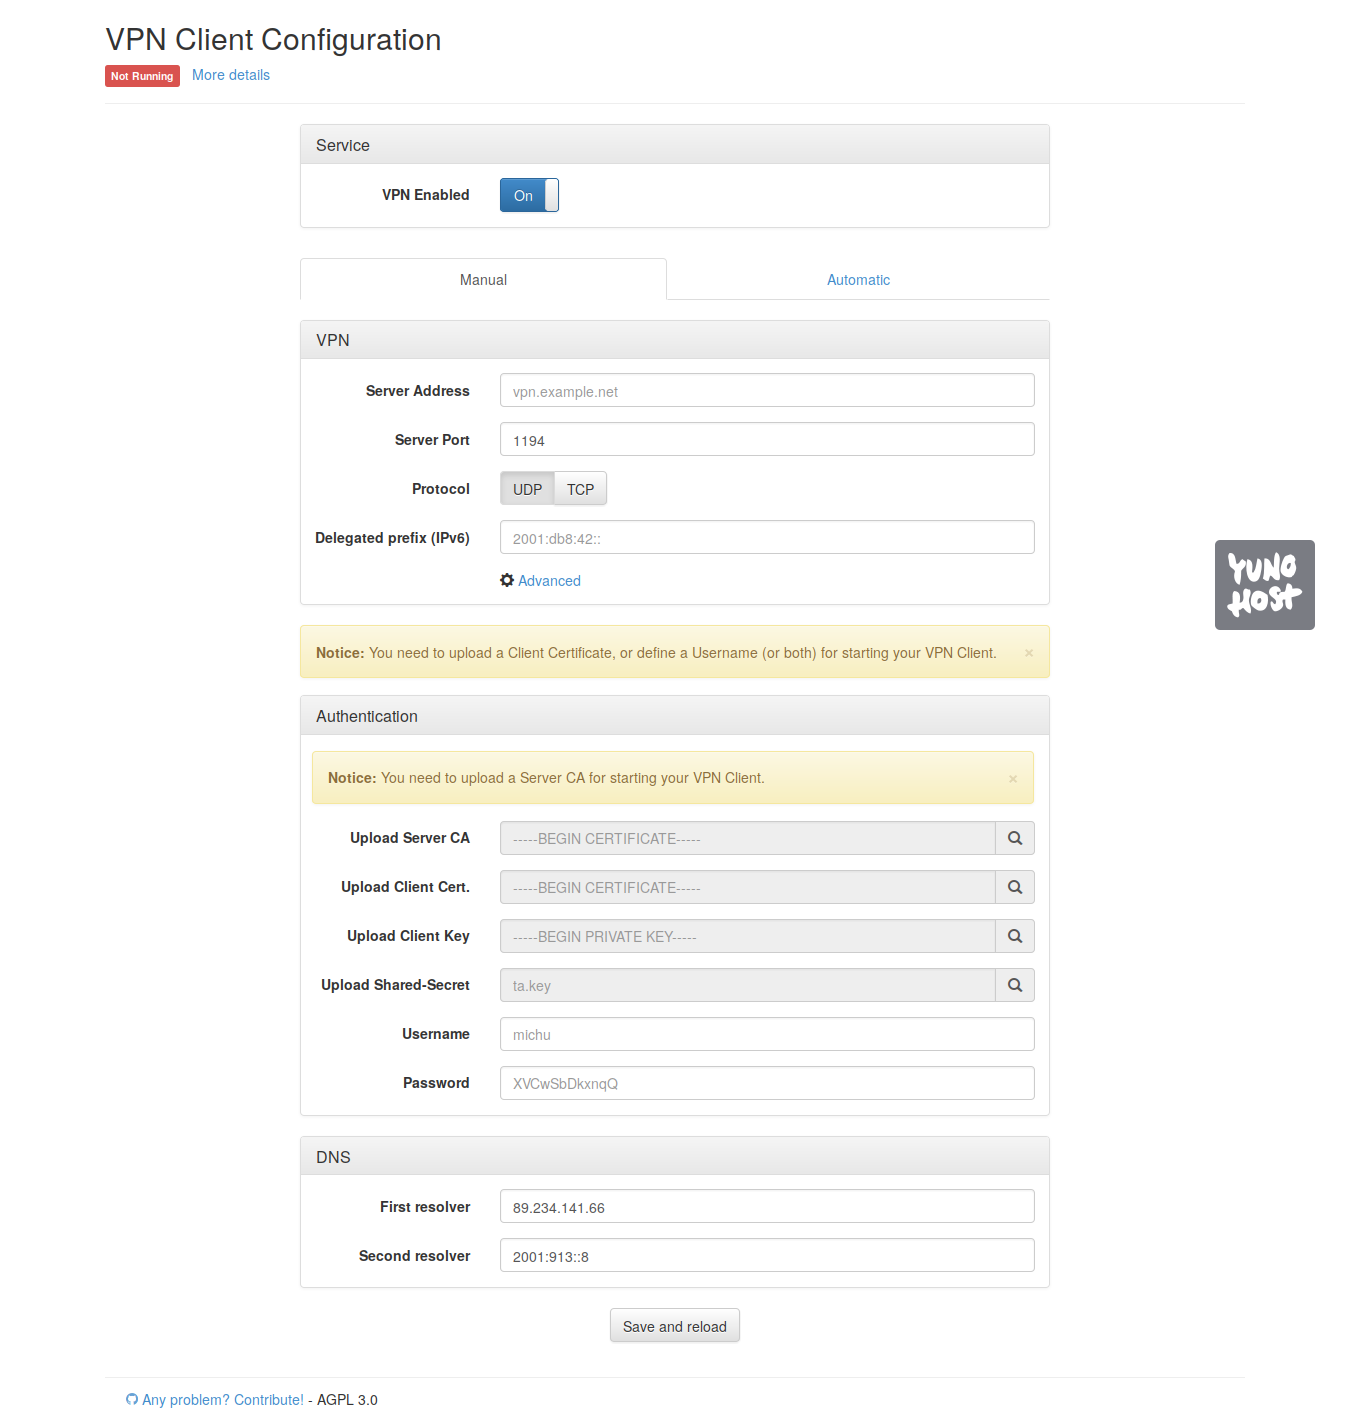 VPN Client Configuration
Not Running More details
Service
VPN Enabled On
Manual Automatic
VPN
Server Address vpn.example.net
Server Port 1194
Protocol UDP TCP
Delegated prefix (IPv6) 2001:db8:42::
Advanced
YUNO
HOST
Notice: You need to upload a Client Certificate, or define a Username (or both) for starting your VPN Client. ×
Authentication
Notice: You need to upload a Server CA for starting your VPN Client. ×
Upload Server CA -----BEGIN CERTIFICATE-----
Upload Client Cert. -----BEGIN CERTIFICATE-----
Upload Client Key -----BEGIN PRIVATE KEY-----
Upload Shared-Secret ta.key
Username michu
Password XVCwSbDkxnqQ
DNS
First resolver 89.234.141.66
Second resolver 2001:913::8
Save and reload
Any problem? Contribute! - AGPL 3.0